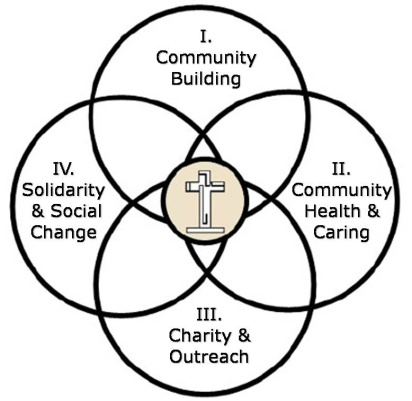 I.
Community
Building
II.
Community
Health &
Caring
III.
Charity &
Outreach
IV.
Solidarity
& Social
Change